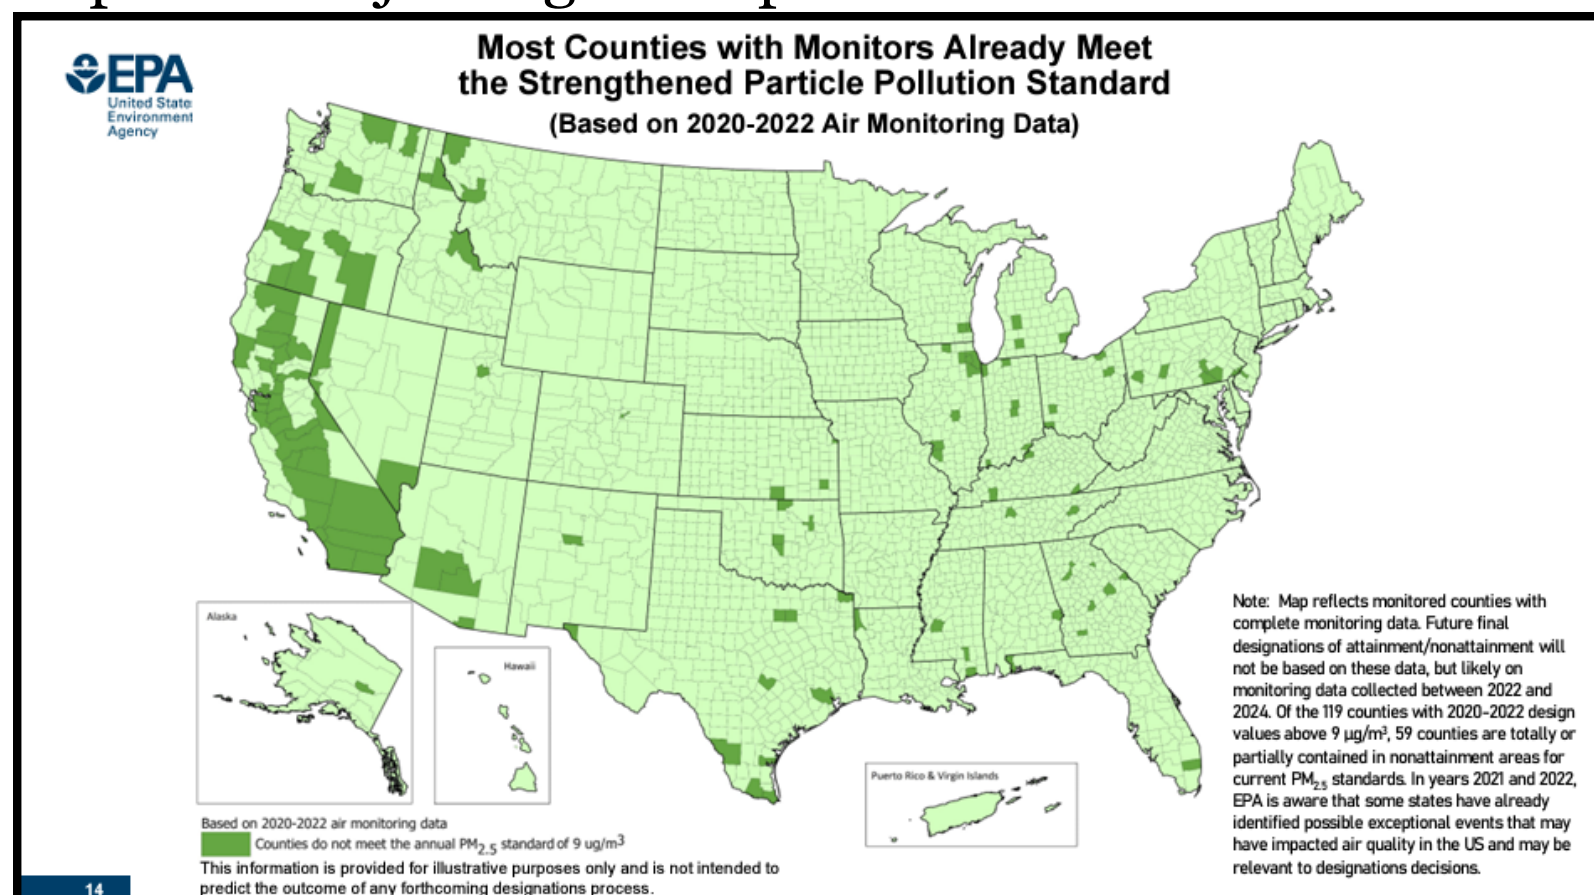 Most Counties with Monitors Already Meet
the Strengthened Particle Pollution Standard
(Based on 2020-2022 Air Monitoring Data)
EPA
United State
Environment
Agency
Alaska
Hawaii
Puerto Rico & Virgin Islands
Note: Map reflects monitored counties with
complete monitoring data. Future final
designations of attainment/nonattainment will
not be based on these data, but likely on
monitoring data collected between 2022 and
2024. Of the 119 counties with 2020-2022 design
values above 9 µg/m³, 59 counties are totally or
partially contained in nonattainment areas for
current PM₂.₅ standards. In years 2021 and 2022,
EPA is aware that some states have already
identified possible exceptional events that may
have impacted air quality in the US and may be
relevant to designations decisions.
Based on 2020-2022 air monitoring data
Counties do not meet the annual PM₂.₅ standard of 9 ug/m³
This information is provided for illustrative purposes only and is not intended to
predict the outcome of any forthcoming designations process.
14